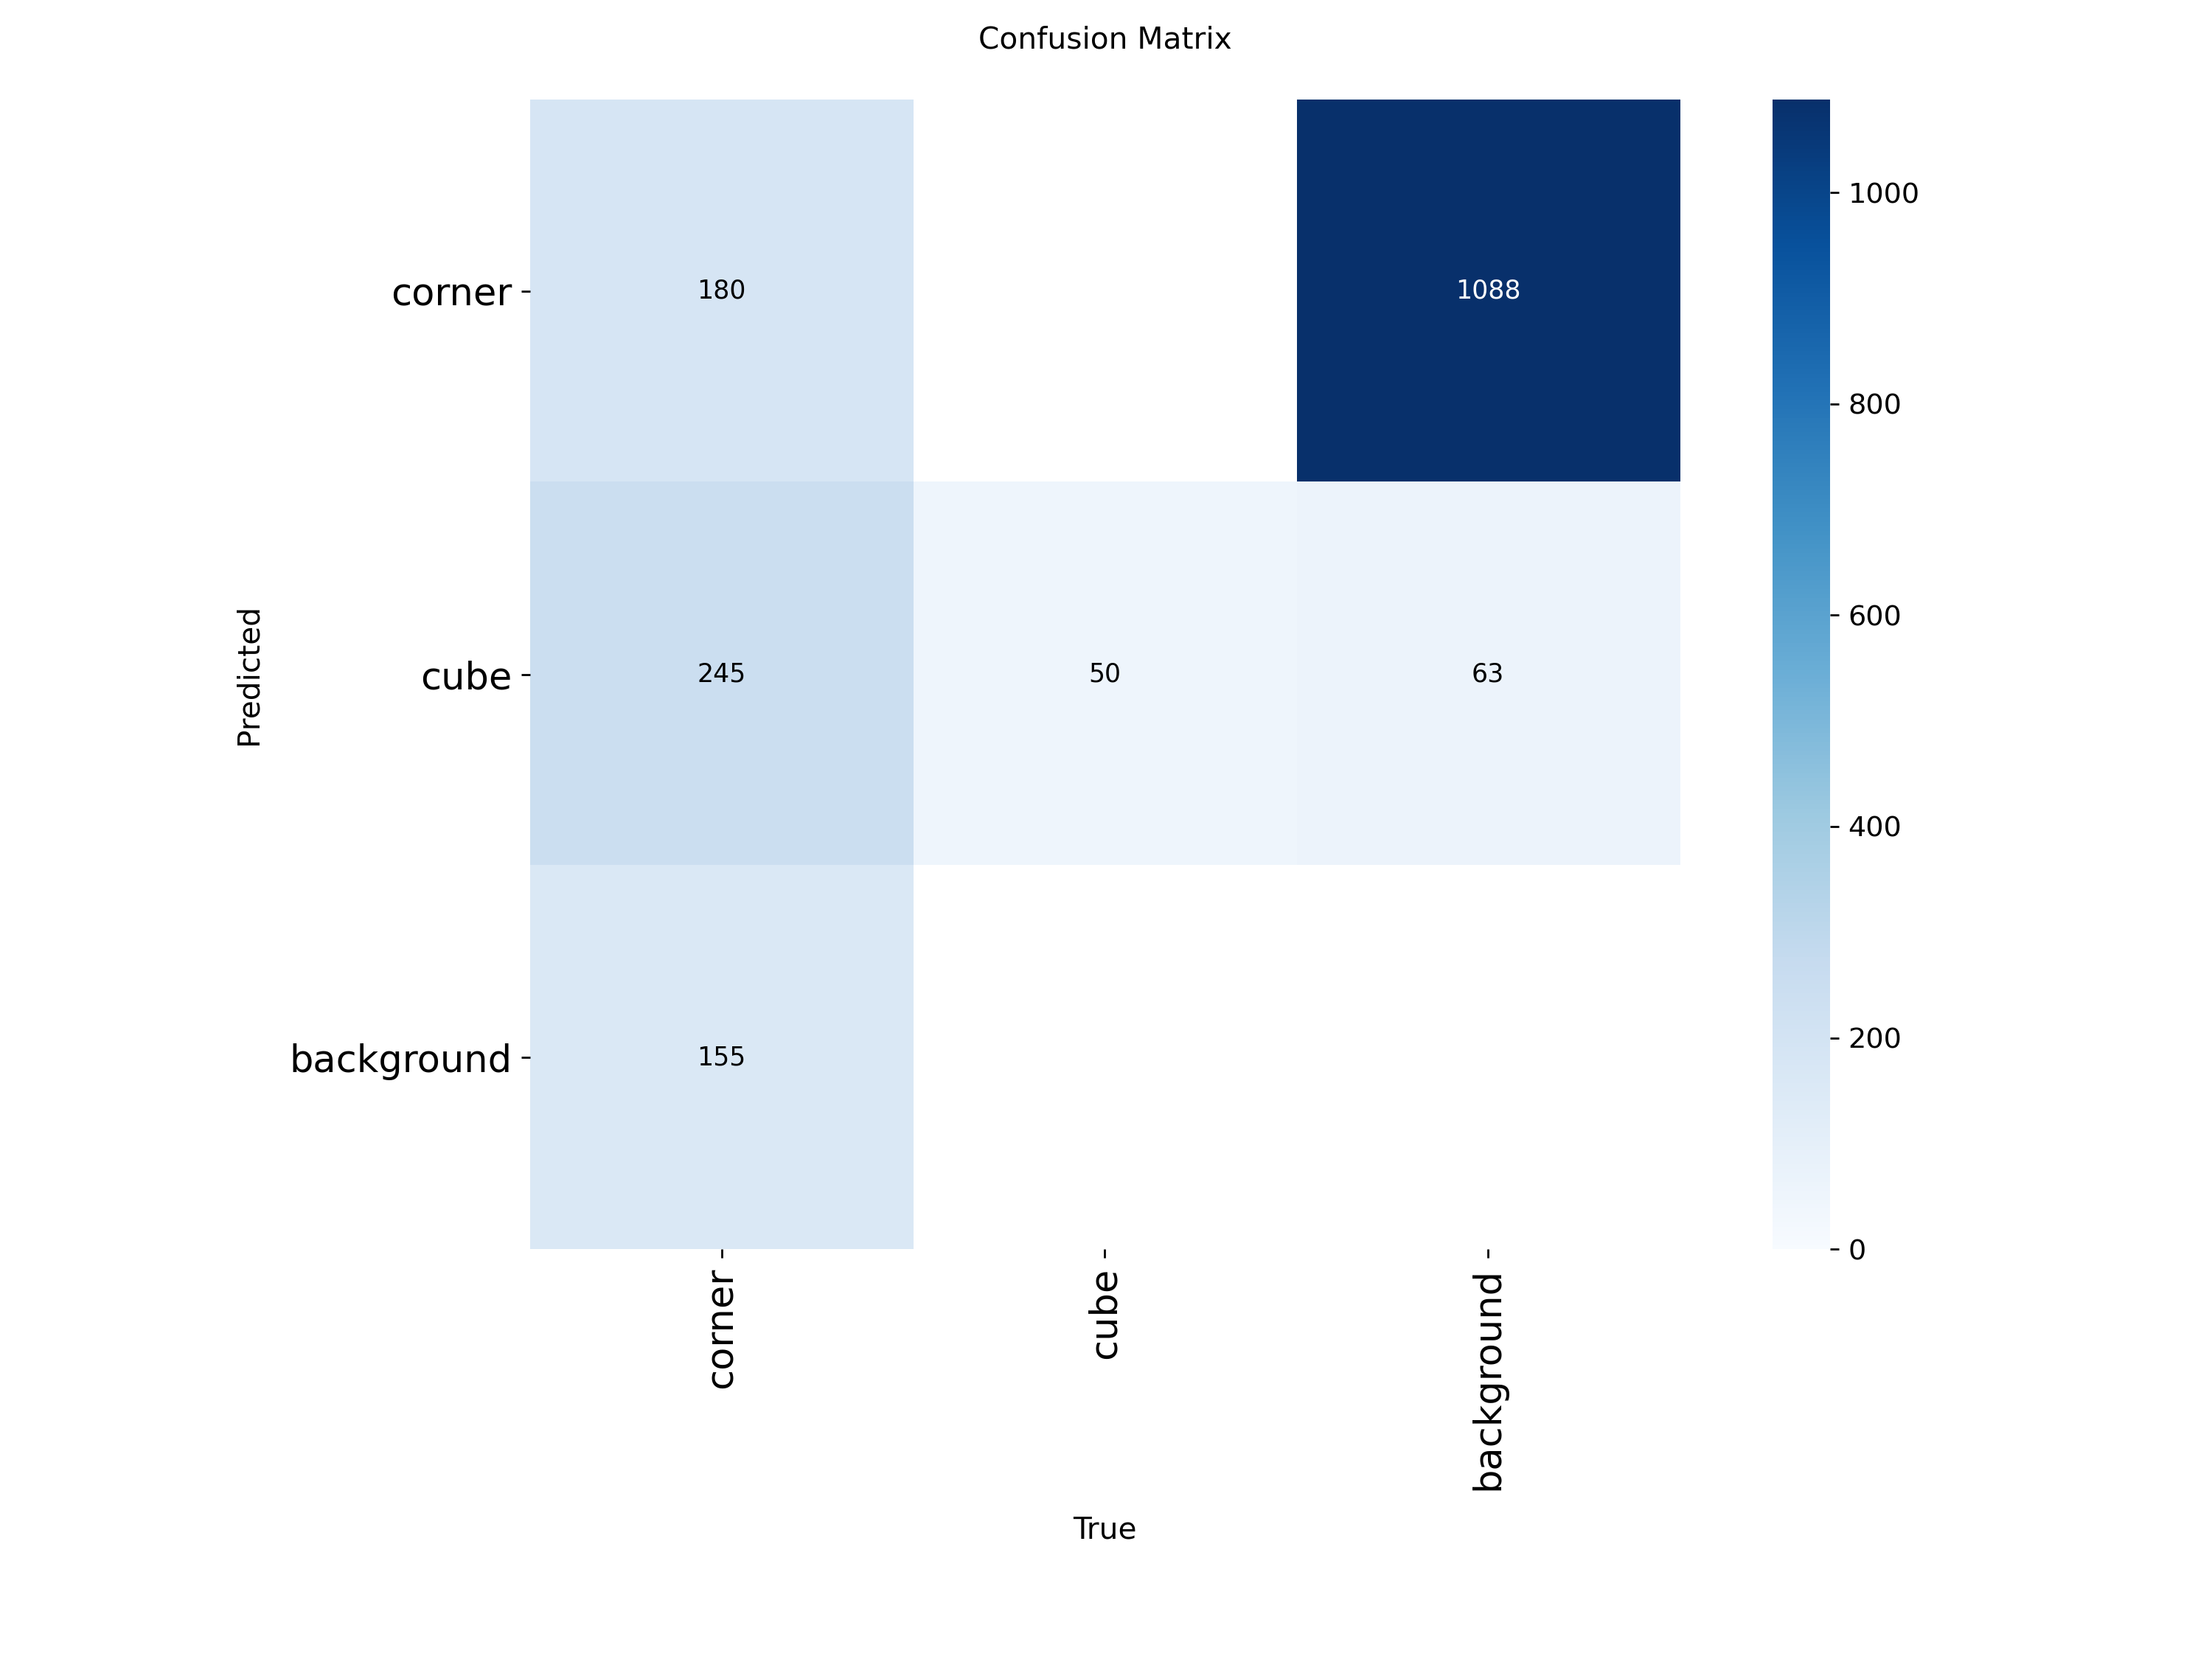 Confusion Matrix
corner
180
1088
cube
245
50
63
background
155
Predicted
corner
cube
background
True
1000
800
600
400
200
0